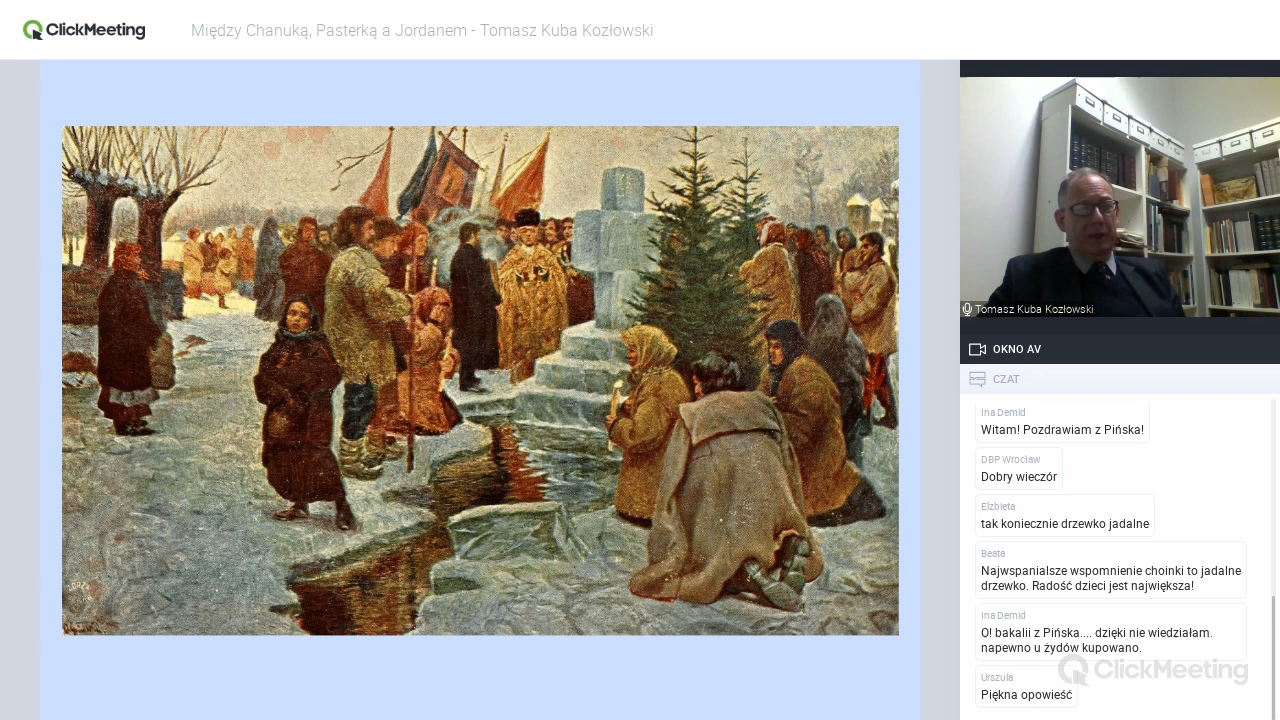 ClickMeeting
Między Chanuką, Pasterką a Jordanem - Tomasz Kuba Kozłowski
Tomasz Kuba Kozłowski
OKNO AV
CZAT
Ina Demid
Witam! Pozdrawiam z Pińska!
DBP Wrocław
Dobry wieczór
Elżbieta
tak koniecznie drzewko jadalne
Beata
Najwspanialsze wspomnienie choinki to jadalne
drzewko. Radość dzieci jest największa!
Ina Demid
O! bakalii z Pińska.... dzięki nie wiedziałam.
napewno u żydów kupowano.
ClickMeeting
Urszula
Piękna opowieść